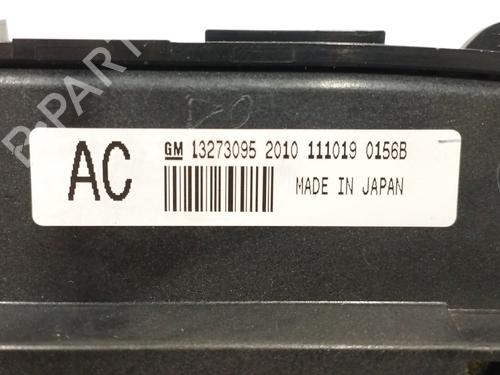 B-PARTS
AC GM 13273095 2010 111019 0156B
MADE IN JAPAN